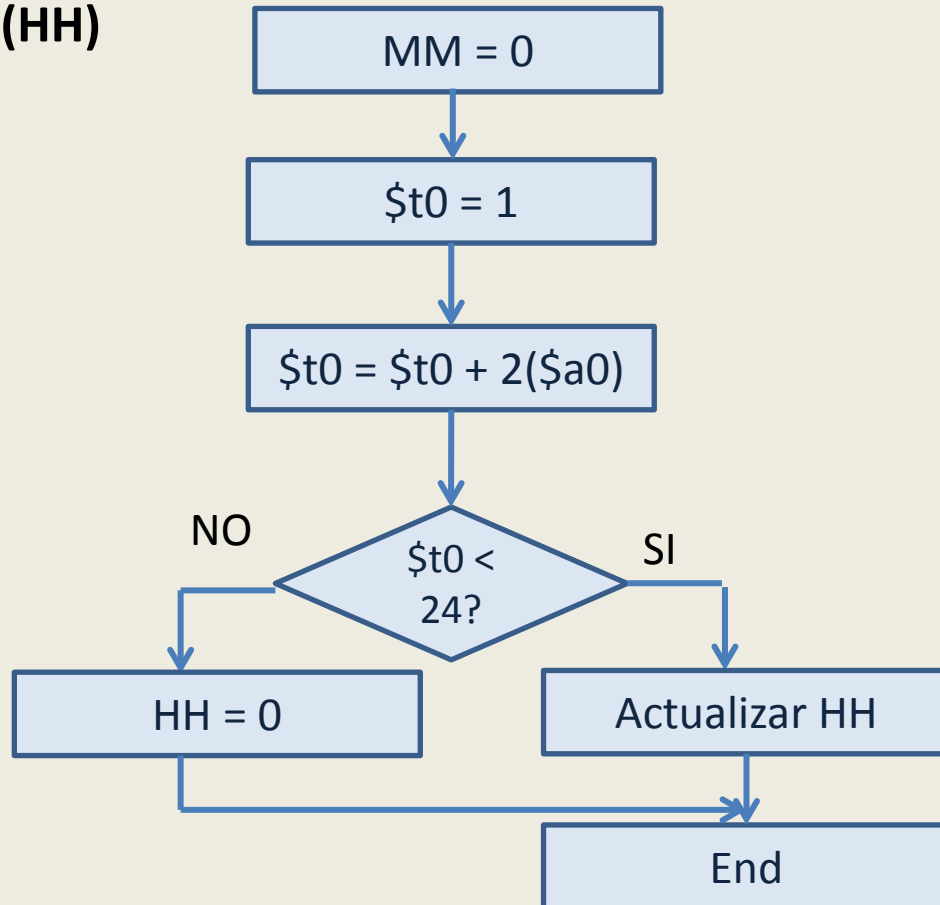 (HH)
MM = 0
$t0 = 1
$t0 = $t0 + 2($a0)
NO
$t0 <
24?
SI
HH = 0
Actualizar HH
End